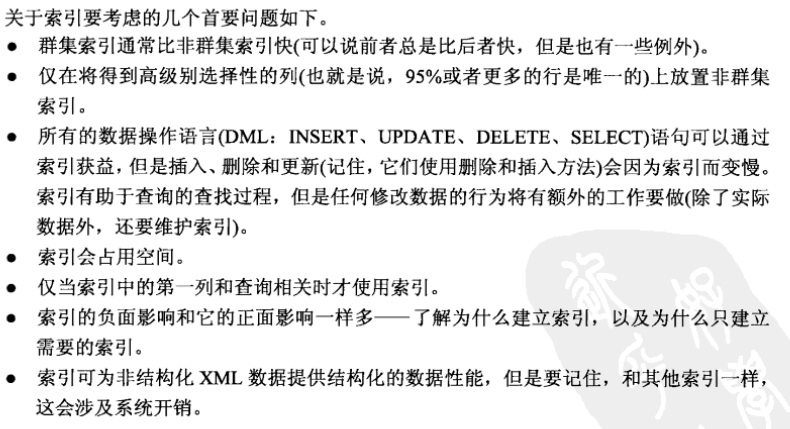 关于索引要考虑的几个首要问题如下。
● 群集索引通常比非群集索引快(可以说前者总是比后者快，但是也有一些例外)。
● 仅在将得到高级别选择性的列(也就是说，95%或者更多的行是唯一的)上放置非群集
索引。
● 所有的数据操作语言(DML：INSERT、UPDATE、DELETE、SELECT)语句可以通过
索引获益，但是插入、删除和更新(记住，它们使用删除和插入方法)会因为索引而变慢。
索引有助于查询的查找过程，但是任何修改数据的行为将有额外的工作要做(除了实际
数据外，还要维护索引)。
● 索引会占用空间。
● 仅当索引中的第一列和查询相关时才使用索引。
● 索引的负面影响和它的正面影响一样多——了解为什么建立索引，以及为什么只建立
需要的索引。
● 索引可为非结构化 XML 数据提供结构化的数据性能，但是要记住，和其他索引一样，
这会涉及系统开销。